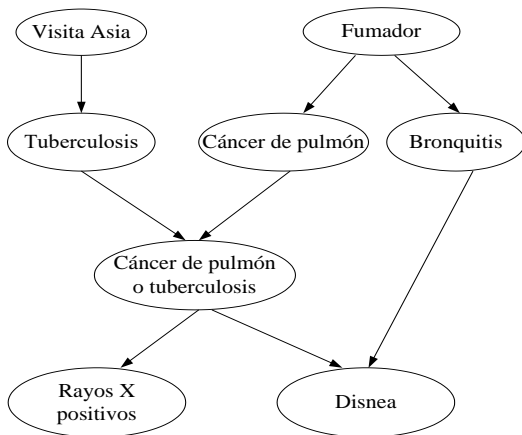 Visita Asia
Fumador
Tuberculosis
Cáncer de pulmón
Bronquitis
Cáncer de pulmón
o tuberculosis
Rayos X
positivos
Disnea